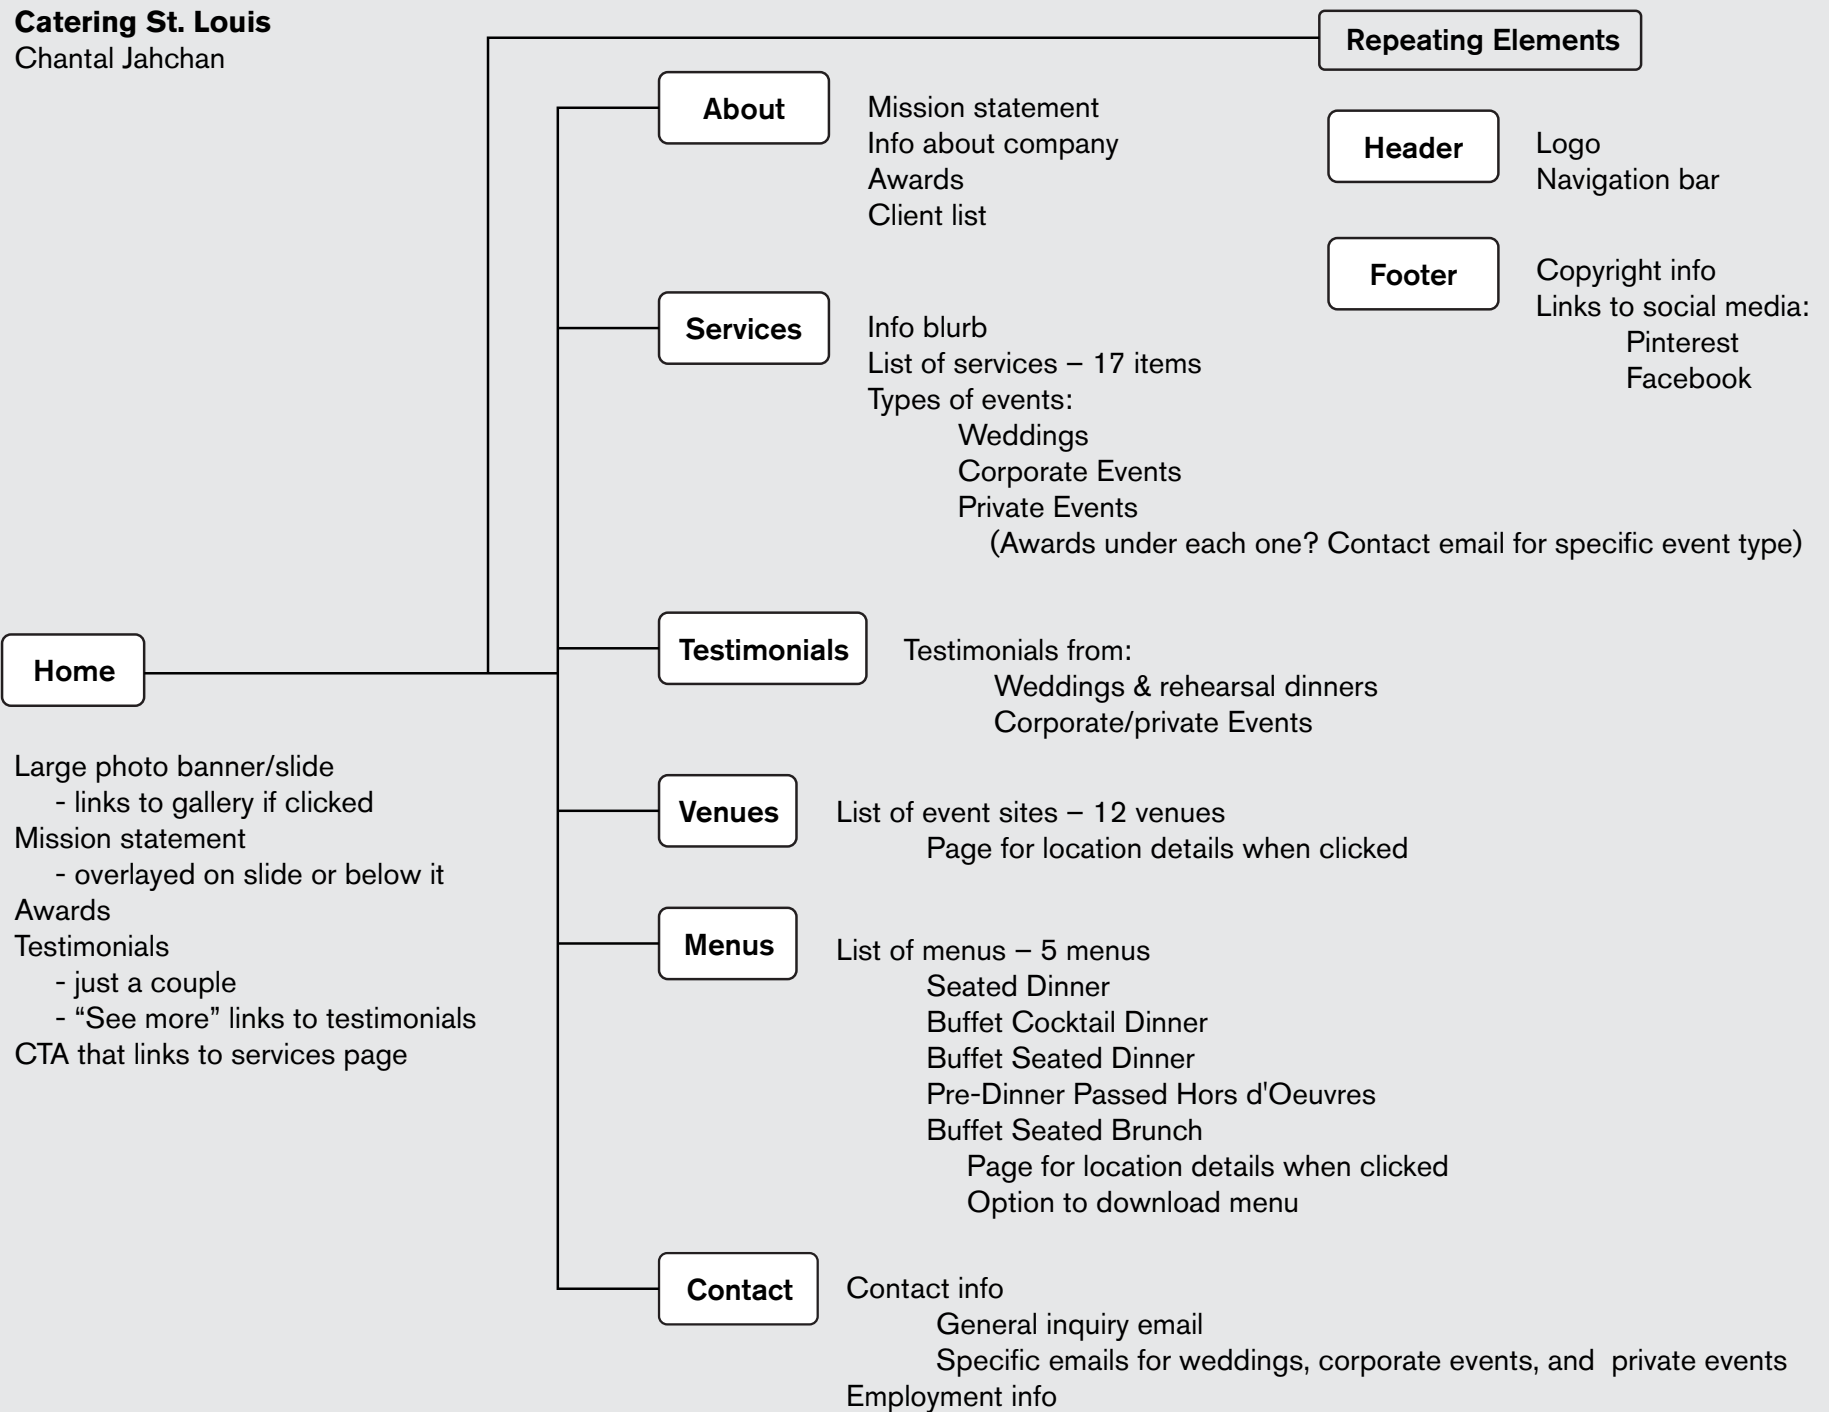 Catering St. Louis
Chantal Jahchan
Repeating Elements
Header
Logo
Navigation bar
Footer
Copyright info
Links to social media:
Pinterest
Facebook
About
Mission statement
Info about company
Awards
Client list
Services
Info blurb
List of services – 17 items
Types of events:
Weddings
Corporate Events
Private Events
(Awards under each one? Contact email for specific event type)
Testimonials
Testimonials from:
Weddings & rehearsal dinners
Corporate/private Events
Home
Large photo banner/slide
- links to gallery if clicked
Mission statement
- overlayed on slide or below it
Awards
Testimonials
- just a couple
- “See more” links to testimonials
CTA that links to services page
Venues
List of event sites – 12 venues
Page for location details when clicked
Menus
List of menus – 5 menus
Seated Dinner
Buffet Cocktail Dinner
Buffet Seated Dinner
Pre-Dinner Passed Hors d'Oeuvres
Buffet Seated Brunch
Page for location details when clicked
Option to download menu
Contact
Contact info
General inquiry email
Specific emails for weddings, corporate events, and  private events
Employment info